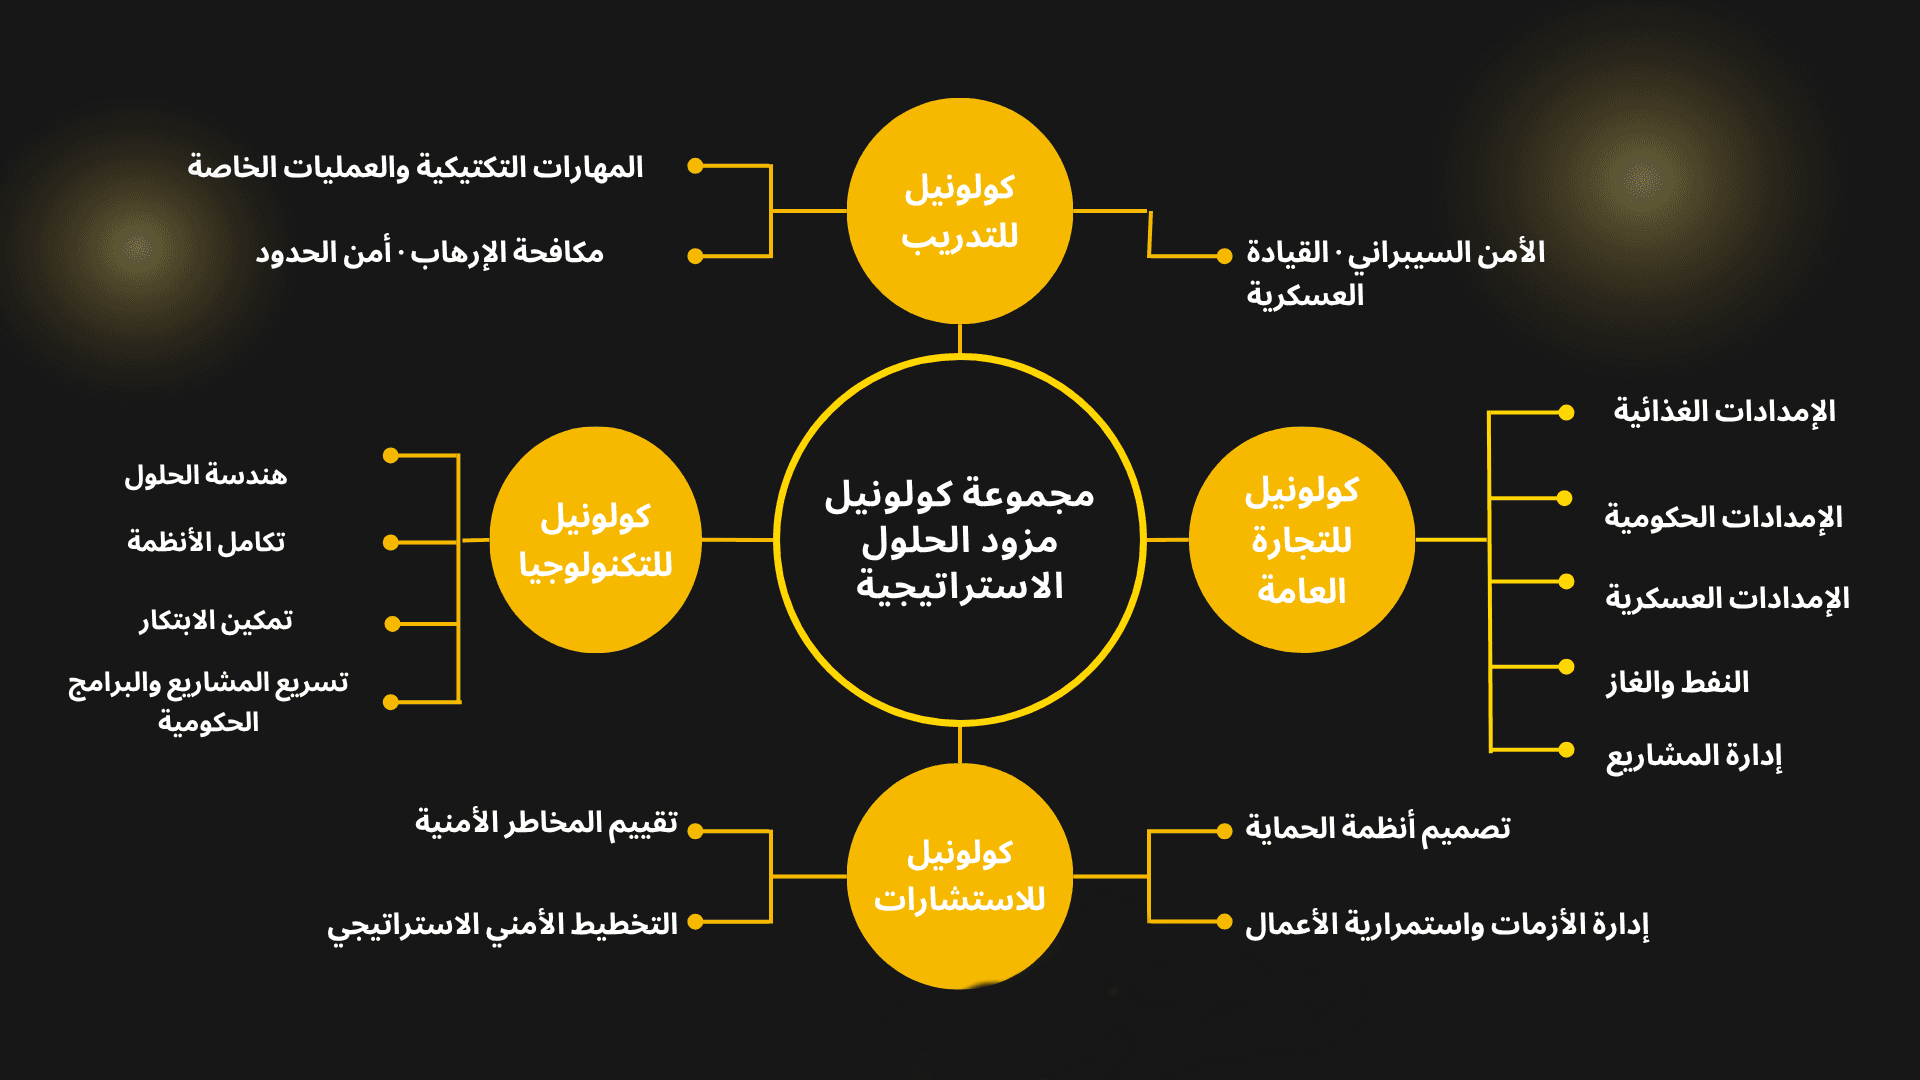 كولونيل
للتدريب
المهارات التكتيكية والعمليات الخاصة
مكافحة الإرهاب · أمن الحدود
الأمن السيبراني · القيادة
العسكرية
مجموعة كولونيل
مزود الحلول
الاستراتيجية
كولونيل
للتجارة
العامة
الإمدادات الغذائية
الإمدادات الحكومية
الإمدادات العسكرية
النفط والغاز
إدارة المشاريع
كولونيل
للتكنولوجيا
هندسة الحلول
تكامل الأنظمة
تمكين الابتكار
تسريع المشاريع والبرامج
الحكومية
كولونيل
للاستشارات
تصميم أنظمة الحماية
إدارة الأزمات واستمرارية الأعمال
تقييم المخاطر الأمنية
التخطيط الأمني الاستراتيجي